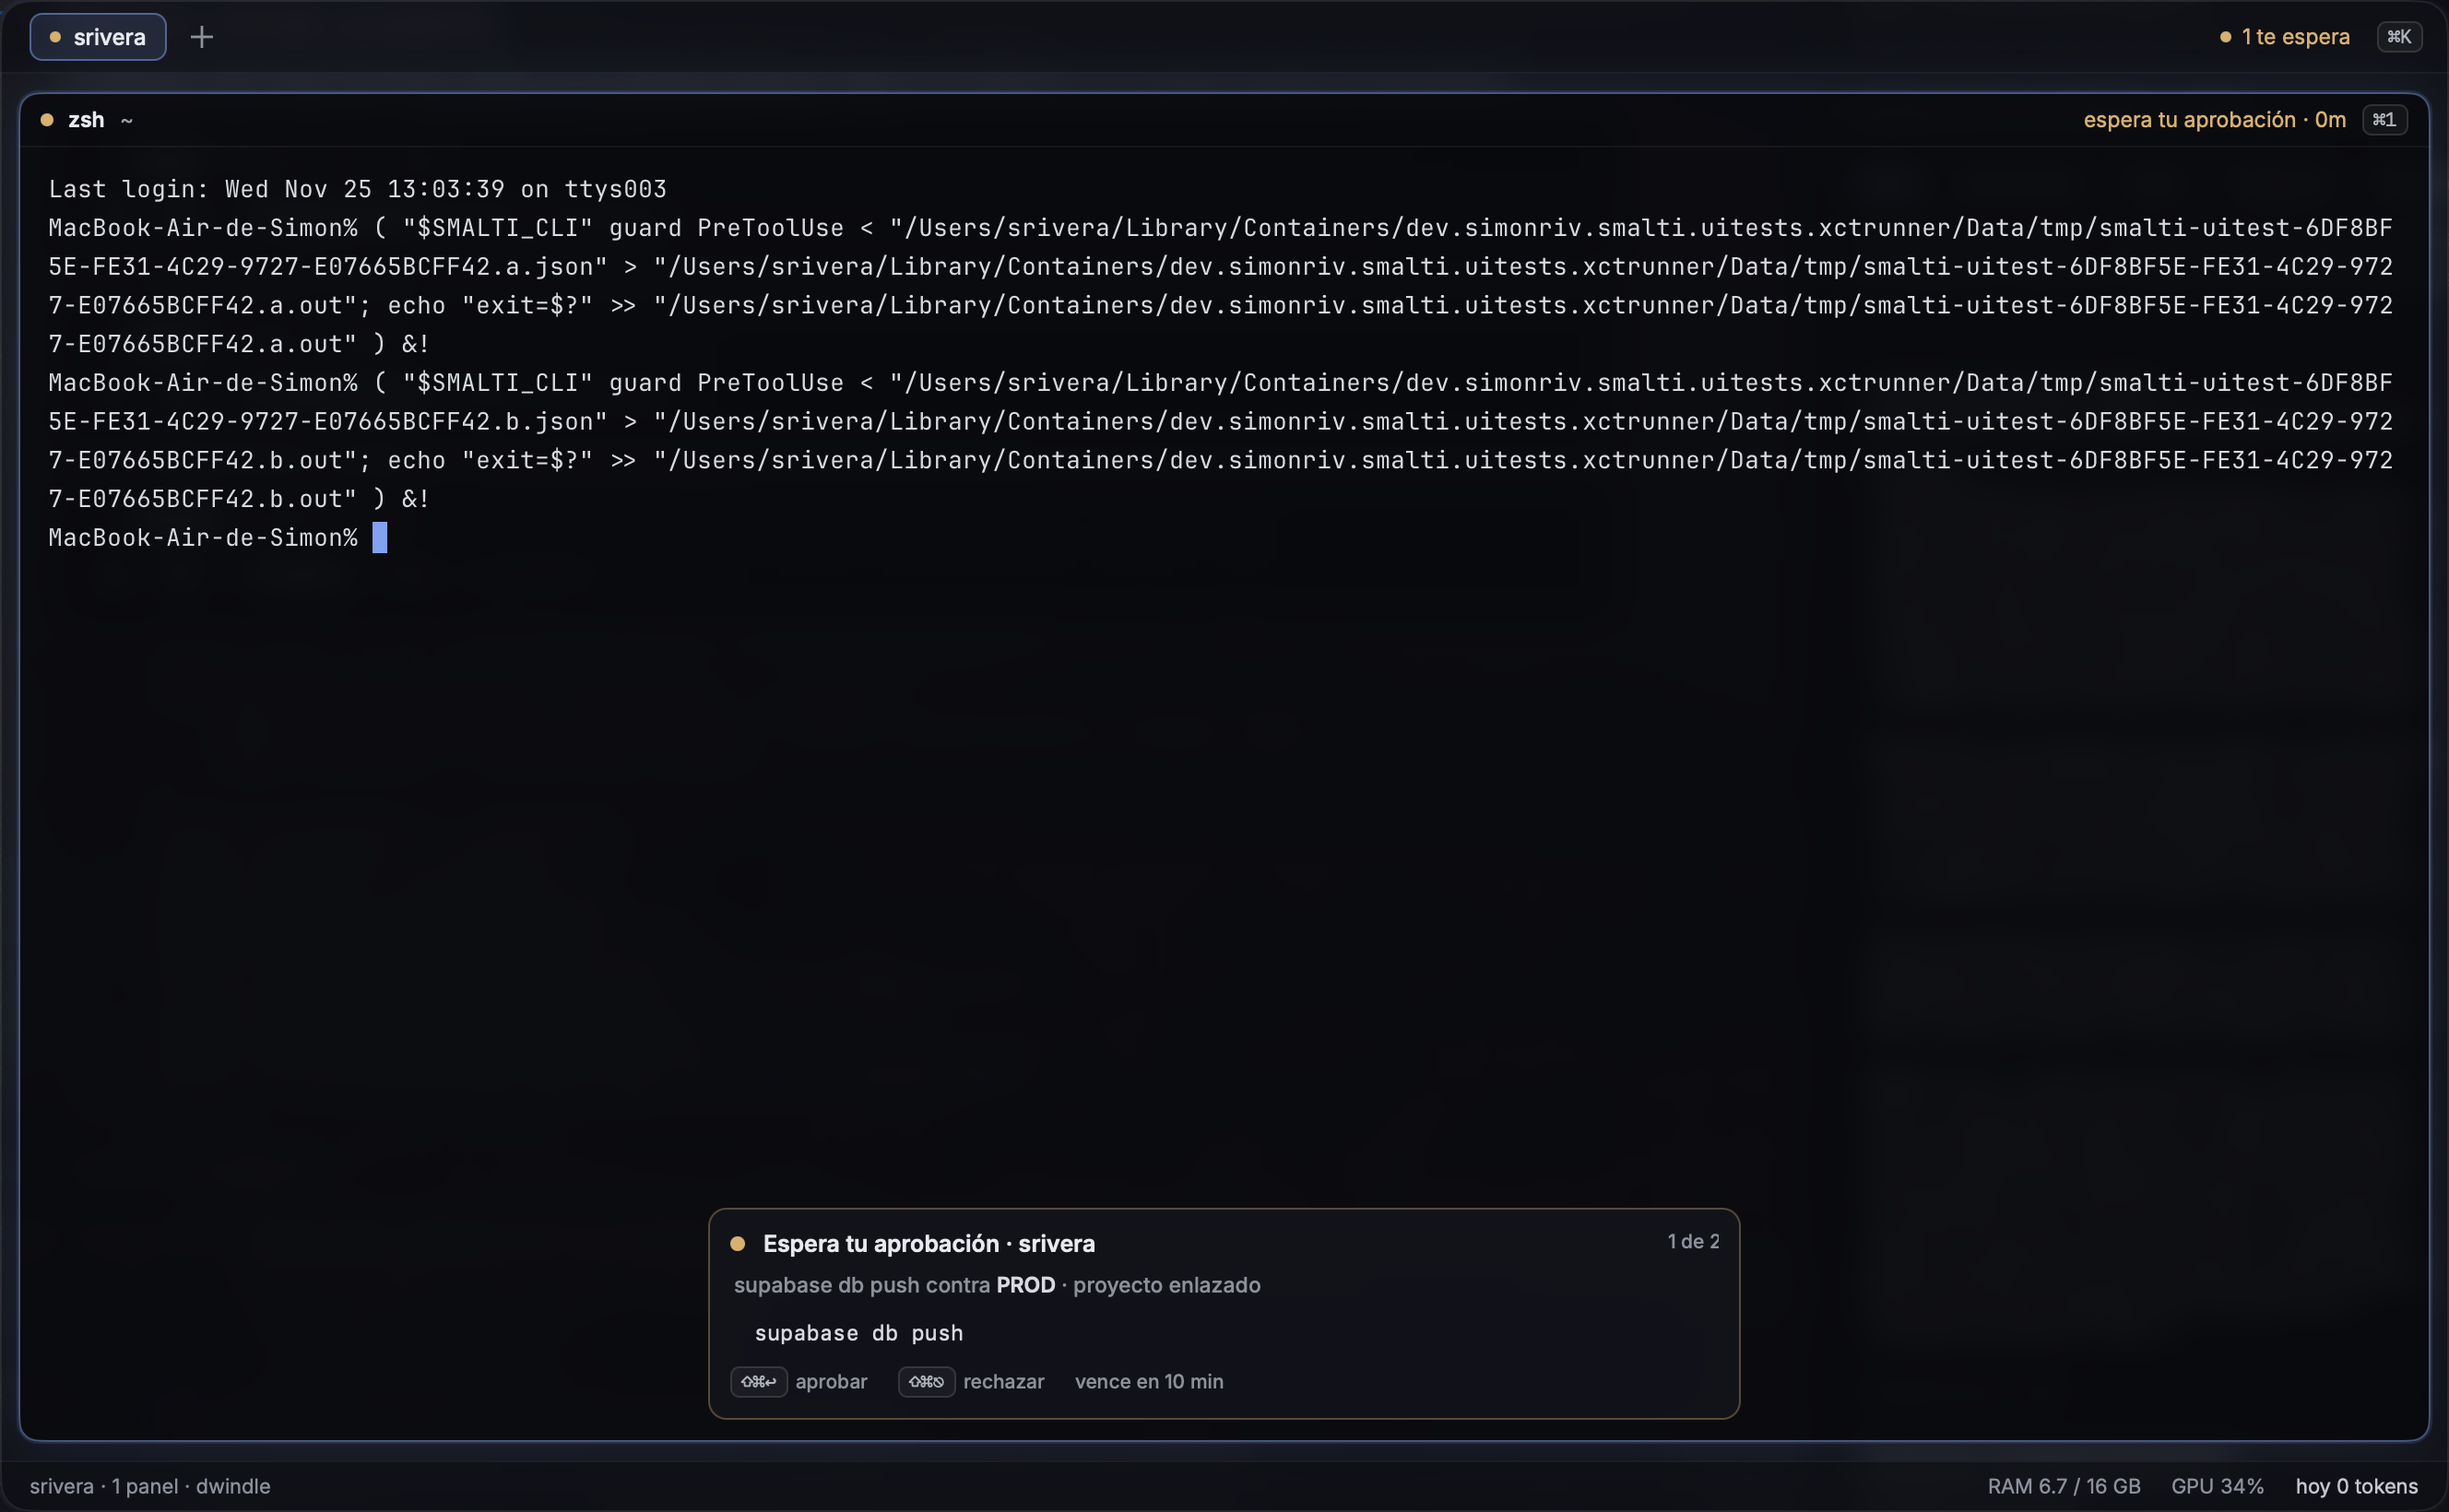 srivera
1 te espera ⌘K
zsh ~
espera tu aprobación · 0m ⌘1
Last login: Wed Nov 25 13:03:39 on ttys003
MacBook-Air-de-Simon% ( "$SMALTI_CLI" guard PreToolUse < "/Users/srivera/Library/Containers/dev.simonriv.smalti.uitests.xctrunner/Data/tmp/smalti-uitest-6DF8BF
5E-FE31-4C29-9727-E07665BCFF42.a.json" > "/Users/srivera/Library/Containers/dev.simonriv.smalti.uitests.xctrunner/Data/tmp/smalti-uitest-6DF8BF5E-FE31-4C29-972
7-E07665BCFF42.a.out"; echo "exit=$?" >> "/Users/srivera/Library/Containers/dev.simonriv.smalti.uitests.xctrunner/Data/tmp/smalti-uitest-6DF8BF5E-FE31-4C29-972
7-E07665BCFF42.a.out" ) &!
MacBook-Air-de-Simon% ( "$SMALTI_CLI" guard PreToolUse < "/Users/srivera/Library/Containers/dev.simonriv.smalti.uitests.xctrunner/Data/tmp/smalti-uitest-6DF8BF
5E-FE31-4C29-9727-E07665BCFF42.b.json" > "/Users/srivera/Library/Containers/dev.simonriv.smalti.uitests.xctrunner/Data/tmp/smalti-uitest-6DF8BF5E-FE31-4C29-972
7-E07665BCFF42.b.out"; echo "exit=$?" >> "/Users/srivera/Library/Containers/dev.simonriv.smalti.uitests.xctrunner/Data/tmp/smalti-uitest-6DF8BF5E-FE31-4C29-972
7-E07665BCFF42.b.out" ) &!
MacBook-Air-de-Simon%
Espera tu aprobación · srivera 1 de 2
supabase db push contra PROD · proyecto enlazado
supabase db push
⇧⌘↩ aprobar ⇧⌘⎋ rechazar vence en 10 min
srivera · 1 panel · dwindle
RAM 6.7 / 16 GB GPU 34% hoy 0 tokens